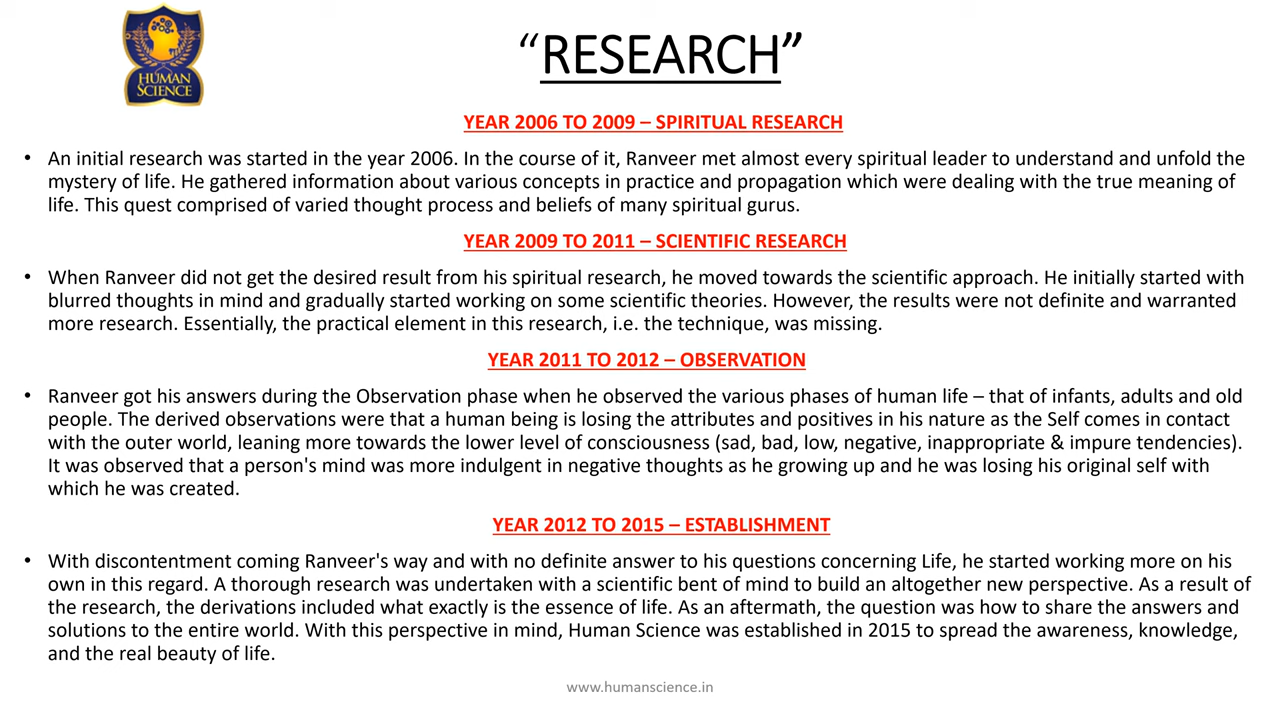 HUMAN
SCIENCE
“RESEARCH”
YEAR 2006 TO 2009 – SPIRITUAL RESEARCH
• An initial research was started in the year 2006. In the course of it, Ranveer met almost every spiritual leader to understand and unfold the
mystery of life. He gathered information about various concepts in practice and propagation which were dealing with the true meaning of
life. This quest comprised of varied thought process and beliefs of many spiritual gurus.
YEAR 2009 TO 2011 – SCIENTIFIC RESEARCH
• When Ranveer did not get the desired result from his spiritual research, he moved towards the scientific approach. He initially started with
blurred thoughts in mind and gradually started working on some scientific theories. However, the results were not definite and warranted
more research. Essentially, the practical element in this research, i.e. the technique, was missing.
YEAR 2011 TO 2012 – OBSERVATION
• Ranveer got his answers during the Observation phase when he observed the various phases of human life – that of infants, adults and old
people. The derived observations were that a human being is losing the attributes and positives in his nature as the Self comes in contact
with the outer world, leaning more towards the lower level of consciousness (sad, bad, low, negative, inappropriate & impure tendencies).
It was observed that a person's mind was more indulgent in negative thoughts as he growing up and he was losing his original self with
which he was created.
YEAR 2012 TO 2015 – ESTABLISHMENT
• With discontentment coming Ranveer's way and with no definite answer to his questions concerning Life, he started working more on his
own in this regard. A thorough research was undertaken with a scientific bent of mind to build an altogether new perspective. As a result of
the research, the derivations included what exactly is the essence of life. As an aftermath, the question was how to share the answers and
solutions to the entire world. With this perspective in mind, Human Science was established in 2015 to spread the awareness, knowledge,
and the real beauty of life.
www.humanscience.in